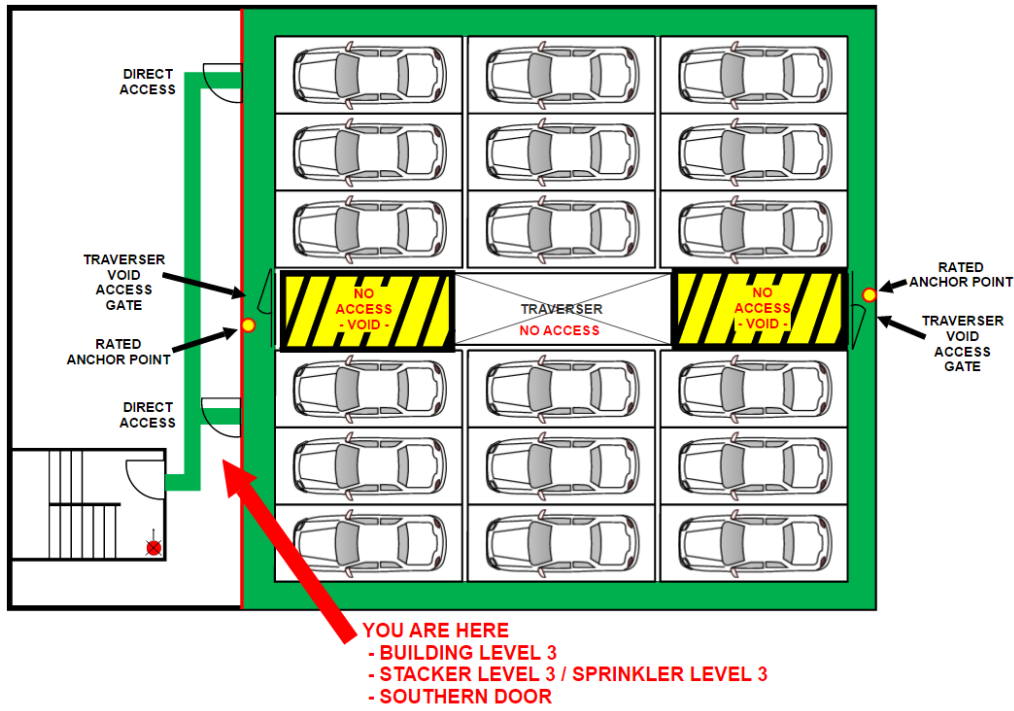 DIRECT
ACCESS
TRAVERSER
VOID
ACCESS
GATE
RATED
ANCHOR POINT
DIRECT
ACCESS
NO
ACCESS
- VOID -
TRAVERSER
NO ACCESS
NO
ACCESS
- VOID -
RATED
ANCHOR POINT
TRAVERSER
VOID
ACCESS
GATE
YOU ARE HERE
- BUILDING LEVEL 3
- STACKER LEVEL 3 / SPRINKLER LEVEL 3
- SOUTHERN DOOR